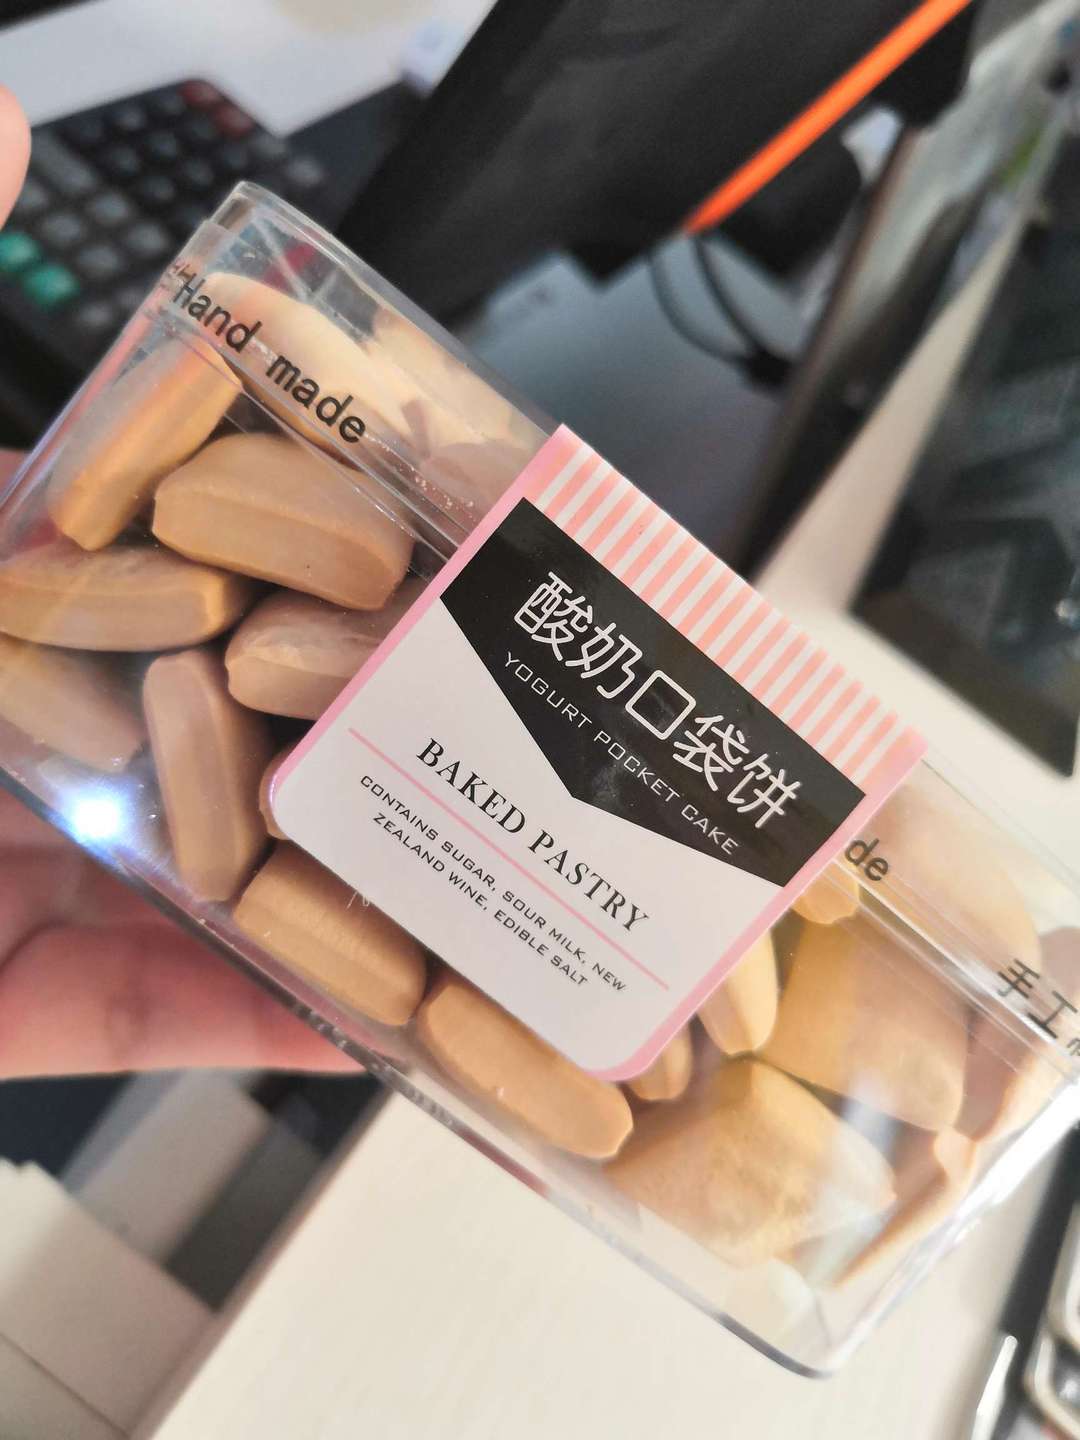 Hand made
酸奶口袋饼
YOGURT POCKET CAKE
BAKED PASTRY
CONTAINS SUGAR, SOUR MILK, NEW
ZEALAND WINE, EDIBLE SALT
de
手工